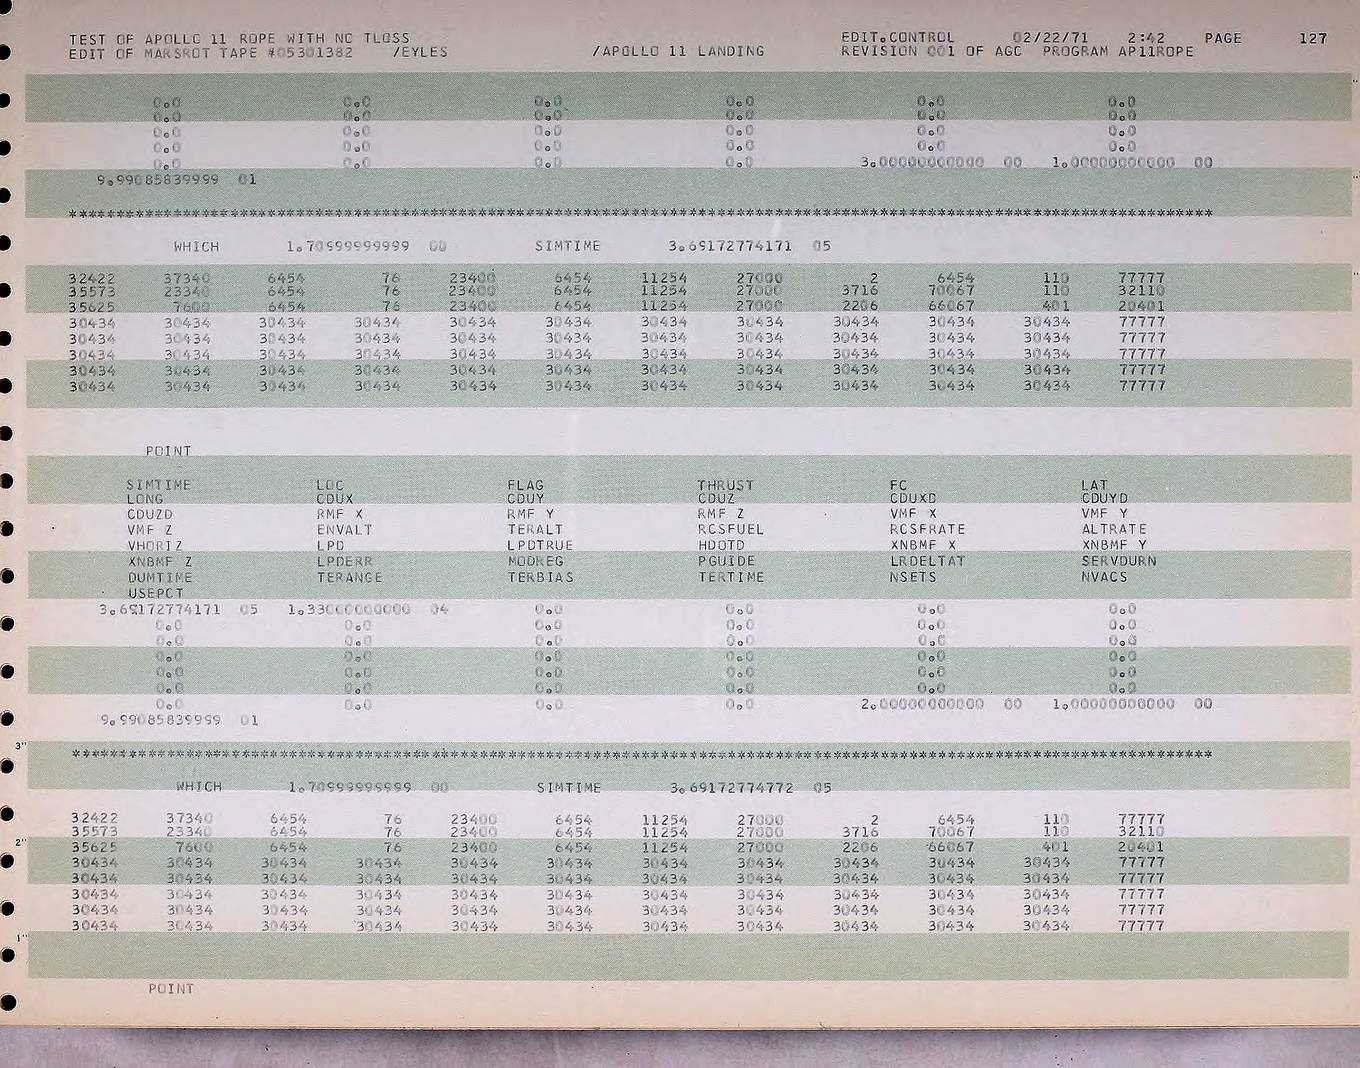 TEST OF APOLLO 11 ROPE WITH NO TLOSS EDIT.CONTROL 02/22/71 2:42 PAGE 127
EDIT OF MARSROT TAPE #05301382 /EYLES /APOLLO 11 LANDING REVISION 001 OF AGC PROGRAM AP11ROPE
0.0 0.0 0.0 0.0 0.0 0.0
0.0 0.0 0.0 0.0 0.0 0.0
0.0 0.0 0.0 0.0 0.0 0.0
0.0 0.0 0.0 0.0 0.0 0.0
0.0 0.0 0.0 0.0 3.00000000000 00 1.00000000000 00
9.99085839999 01
WHICH 1.70999999999 00 SIMTIME 3.69172774171 05
32422 37340 6454 76 23400 6454 11254 27000 2 6454 110 77777
35573 23340 6454 76 23400 6454 11254 27000 3716 70067 110 32110
35625 7600 6454 76 23400 6454 11254 27000 2206 66067 401 20401
30434 30434 30434 30434 30434 30434 30434 30434 30434 30434 30434 77777
30434 30434 30434 30434 30434 30434 30434 30434 30434 30434 30434 77777
30434 30434 30434 30434 30434 30434 30434 30434 30434 30434 30434 77777
30434 30434 30434 30434 30434 30434 30434 30434 30434 30434 30434 77777
30434 30434 30434 30434 30434 30434 30434 30434 30434 30434 30434 77777
POINT
SIMTIME LOC FLAG THRUST FC LAT
LONG CDUX CDUY CDUZ CDUXD CDUYD
CDUZD RMF X RMF Y RMF Z VMF X VMF Y
VMF Z ENVALT TERALT RCSFUEL RCSFRATE ALTRATE
VHORIZ LPD LPDTRUE HDOTD XNBMF X XNBMF Y
XNBMF Z LPDERR MODREG PGUIDE LRDELTAT SERVDURN
DUMTIME TERANGE TERBIAS TERTIME NSETS NVACS
USEPCT
3.69172774171 05 1.33000000000 04 0.0 0.0 0.0 0.0
0.0 0.0 0.0 0.0 0.0 0.0
0.0 0.0 0.0 0.0 0.0 0.0
0.0 0.0 0.0 0.0 0.0 0.0
0.0 0.0 0.0 0.0 0.0 0.0
0.0 0.0 0.0 0.0 0.0 0.0
0.0 0.0 0.0 0.0 2.00000000000 00 1.00000000000 00
9.99085839999 01
3"
WHICH 1.70999999999 00 SIMTIME 3.69172774772 05
32422 37340 6454 76 23400 6454 11254 27000 2 6454 110 77777
35573 23340 6454 76 23400 6454 11254 27000 3716 70067 110 32110
2"
35625 7600 6454 76 23400 6454 11254 27000 2206 66067 401 20401
30434 30434 30434 30434 30434 30434 30434 30434 30434 30434 30434 77777
30434 30434 30434 30434 30434 30434 30434 30434 30434 30434 30434 77777
30434 30434 30434 30434 30434 30434 30434 30434 30434 30434 30434 77777
30434 30434 30434 30434 30434 30434 30434 30434 30434 30434 30434 77777
30434 30434 30434 30434 30434 30434 30434 30434 30434 30434 30434 77777
1"
POINT